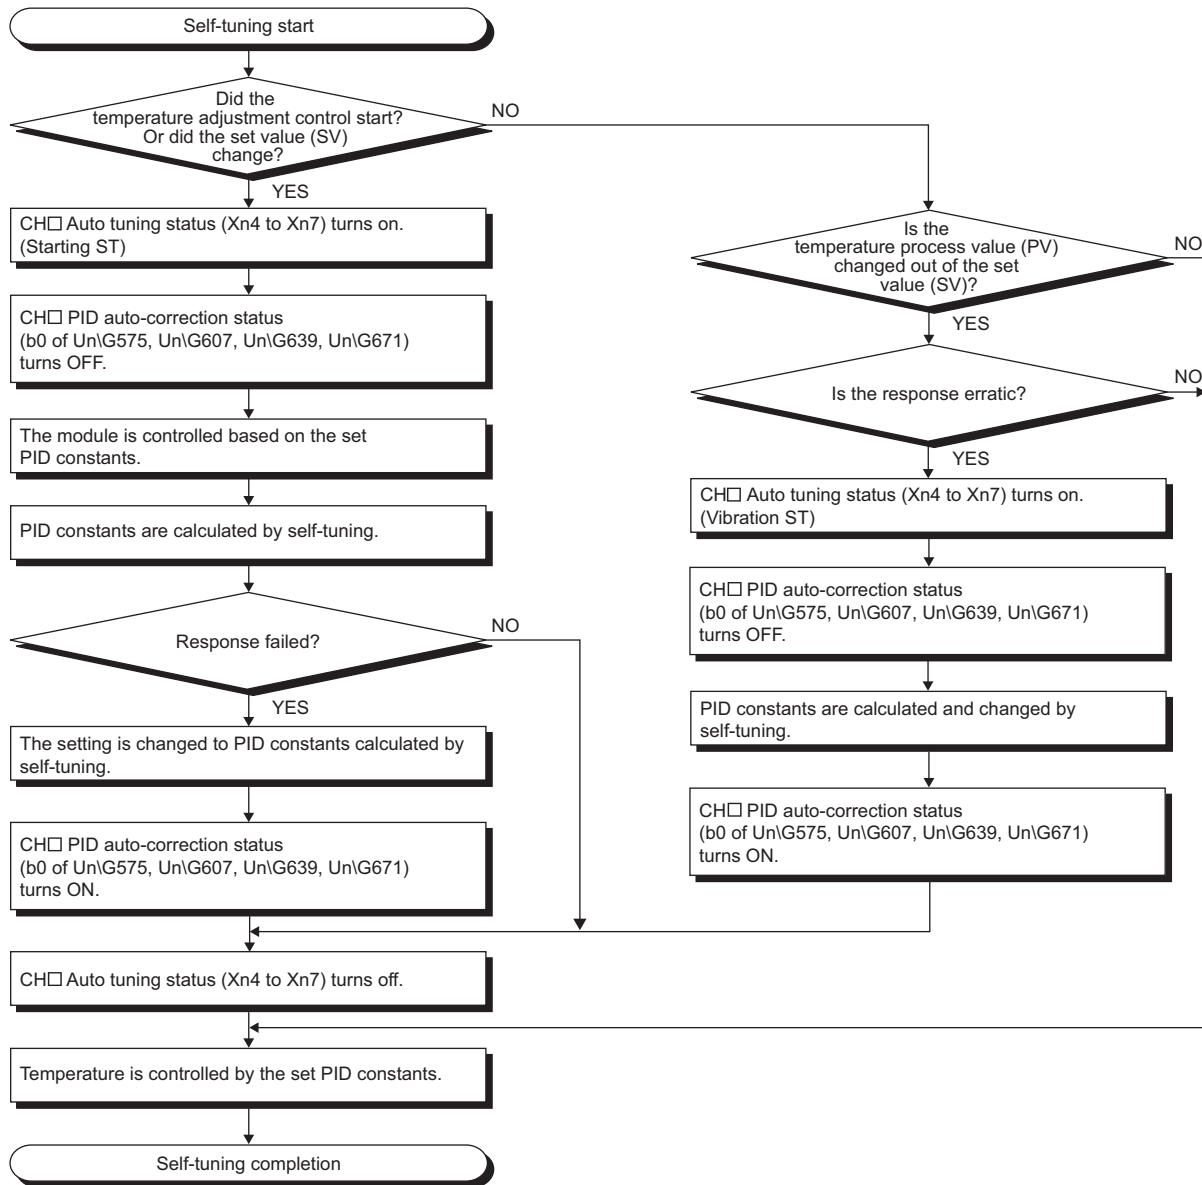 Self-tuning start
Did the
temperature adjustment control start?
Or did the set value (SV)
change?
NO
YES
CH□ Auto tuning status (Xn4 to Xn7) turns on.
(Starting ST)
CH□ PID auto-correction status
(b0 of Un\G575, Un\G607, Un\G639, Un\G671)
turns OFF.
The module is controlled based on the set
PID constants.
PID constants are calculated by self-tuning.
Response failed?
NO
YES
The setting is changed to PID constants calculated by
self-tuning.
CH□ PID auto-correction status
(b0 of Un\G575, Un\G607, Un\G639, Un\G671)
turns ON.
CH□ Auto tuning status (Xn4 to Xn7) turns off.
Temperature is controlled by the set PID constants.
Self-tuning completion
Is the
temperature process value (PV)
changed out of the set
value (SV)?
NO
YES
Is the response erratic?
NO
YES
CH□ Auto tuning status (Xn4 to Xn7) turns on.
(Vibration ST)
CH□ PID auto-correction status
(b0 of Un\G575, Un\G607, Un\G639, Un\G671)
turns OFF.
PID constants are calculated and changed by
self-tuning.
CH□ PID auto-correction status
(b0 of Un\G575, Un\G607, Un\G639, Un\G671)
turns ON.